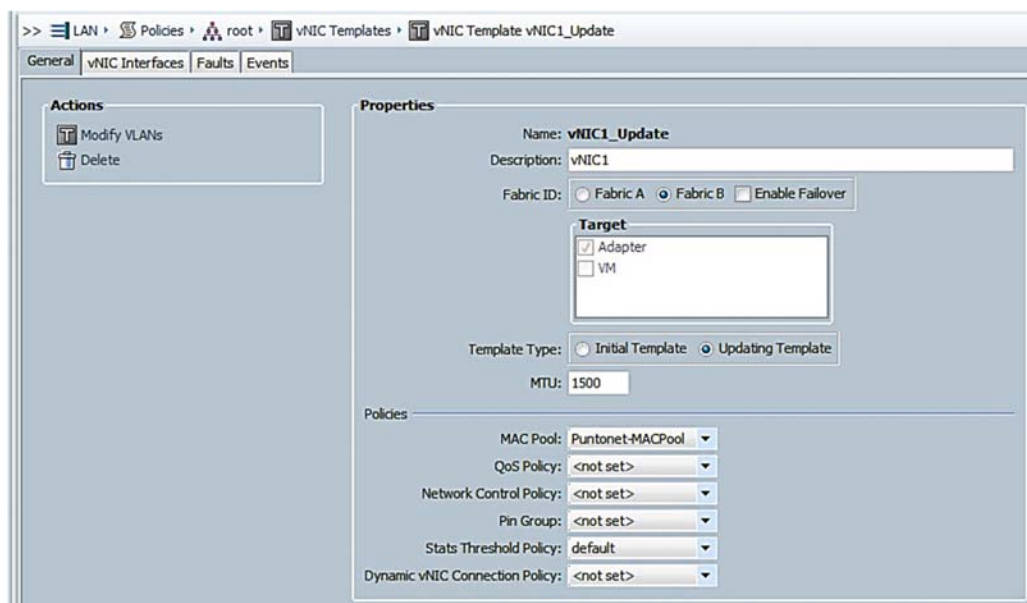 >> LAN › Policies › root › vNIC Templates › vNIC Template vNIC1_Update
General vNIC Interfaces Faults Events
Actions
Modify VLANs
Delete
Properties
Name: vNIC1_Update
Description: vNIC1
Fabric ID: Fabric A Fabric B Enable Failover
Target
Adapter
VM
Template Type: Initial Template Updating Template
MTU: 1500
Policies
MAC Pool: Puntonet-MACPool
QoS Policy: <not set>
Network Control Policy: <not set>
Pin Group: <not set>
Stats Threshold Policy: default
Dynamic vNIC Connection Policy: <not set>